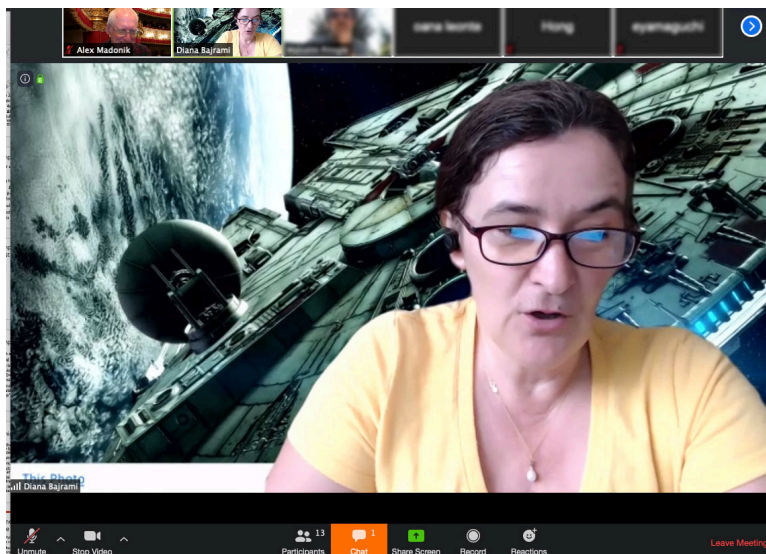 Alex Madonik
Diana Bajrami
oana leonte
Hong
eyamaguchi
This Photo
Diana Bajrami
Unmute
Stop Video
Participants
13
Chat
1
Share Screen
Record
Reactions
Leave Meeting